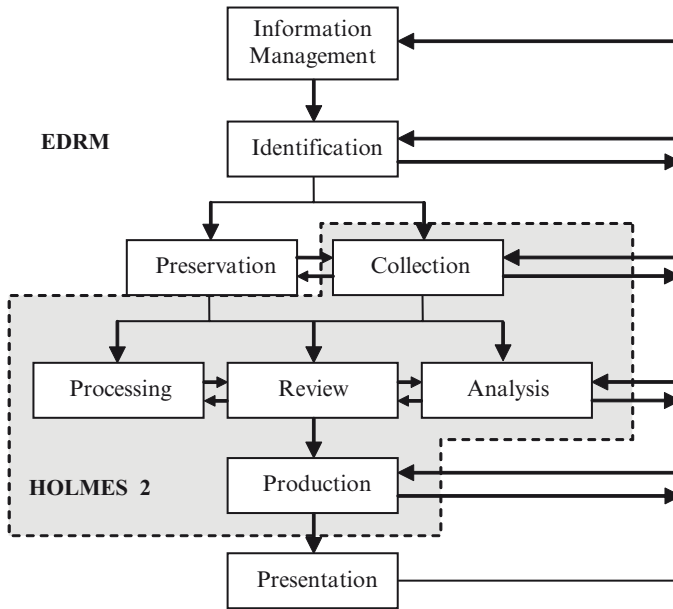 Information
Management
EDRM
Identification
Preservation
Collection
Processing
Review
Analysis
HOLMES 2
Production
Presentation